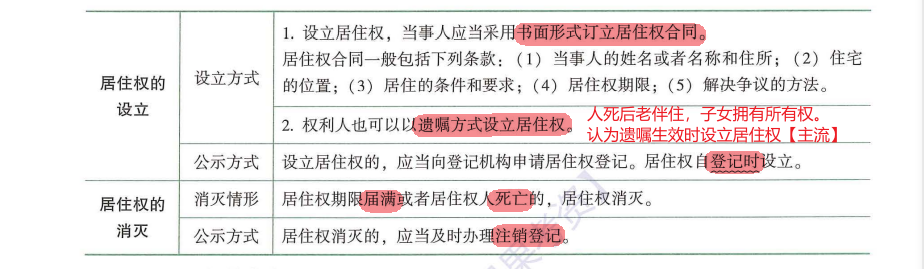 居住权的
设立
设立方式
1. 设立居住权，当事人应当采用书面形式订立居住权合同。
居住权合同一般包括下列条款：（1）当事人的姓名或者名称和住所；（2）住宅
的位置；（3）居住的条件和要求；（4）居住权期限；（5）解决争议的方法。
2. 权利人也可以以遗嘱方式设立居住权。
人死后老伴住，子女拥有所有权。
认为遗嘱生效时设立居住权【主流】
公示方式
设立居住权的，应当向登记机构申请居住权登记。居住权自登记时设立。
居住权的
消灭
消灭情形
居住权期限届满或者居住权人死亡的，居住权消灭。
公示方式
居住权消灭的，应当及时办理注销登记。